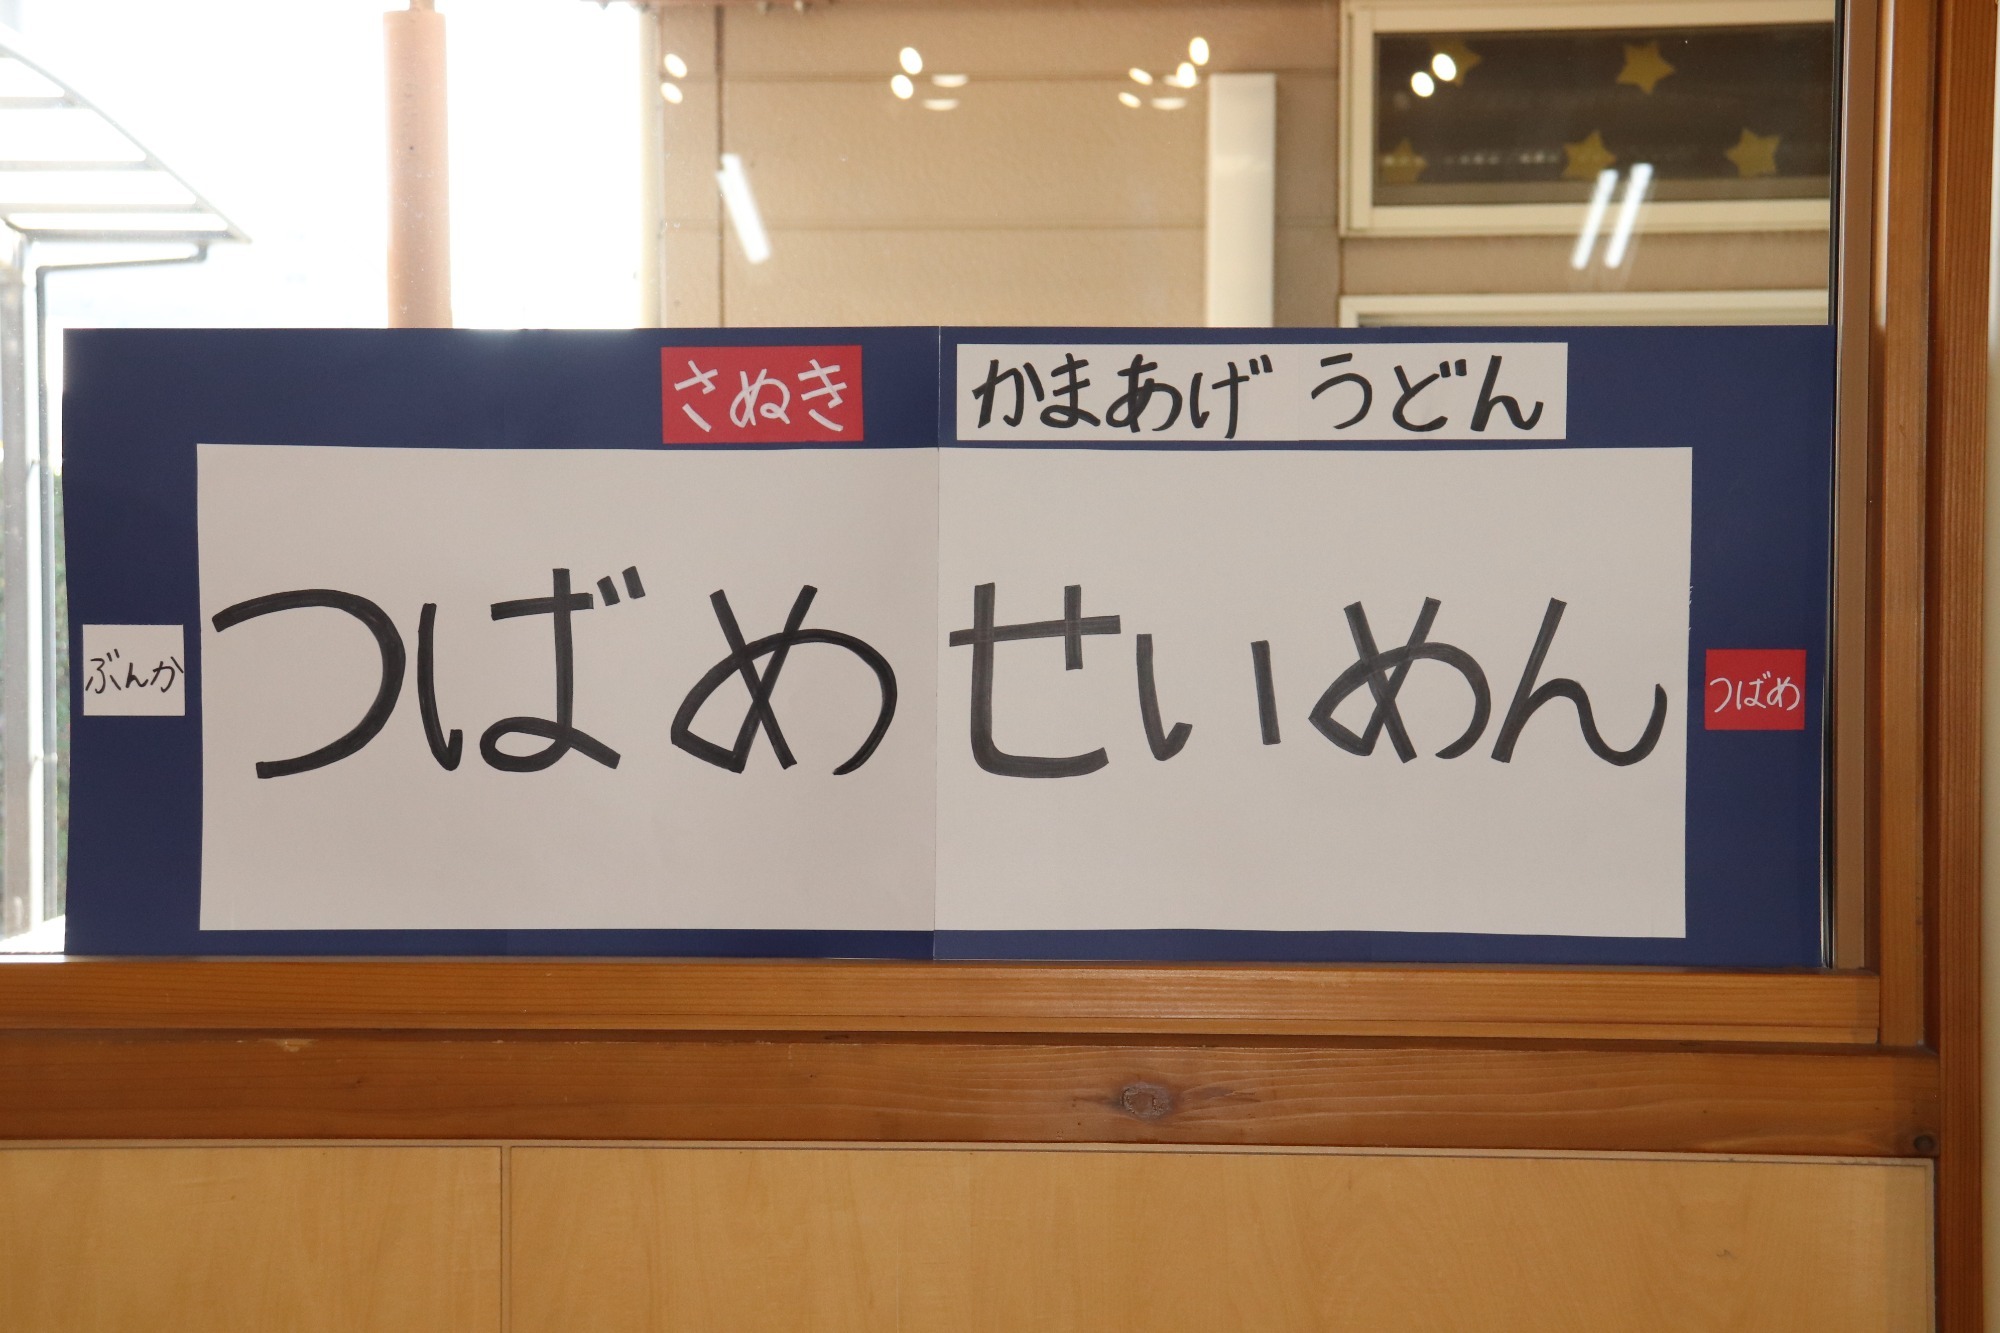 さぬき かまあげ うどん
ぶんか
つばめ せいめん
つばめ